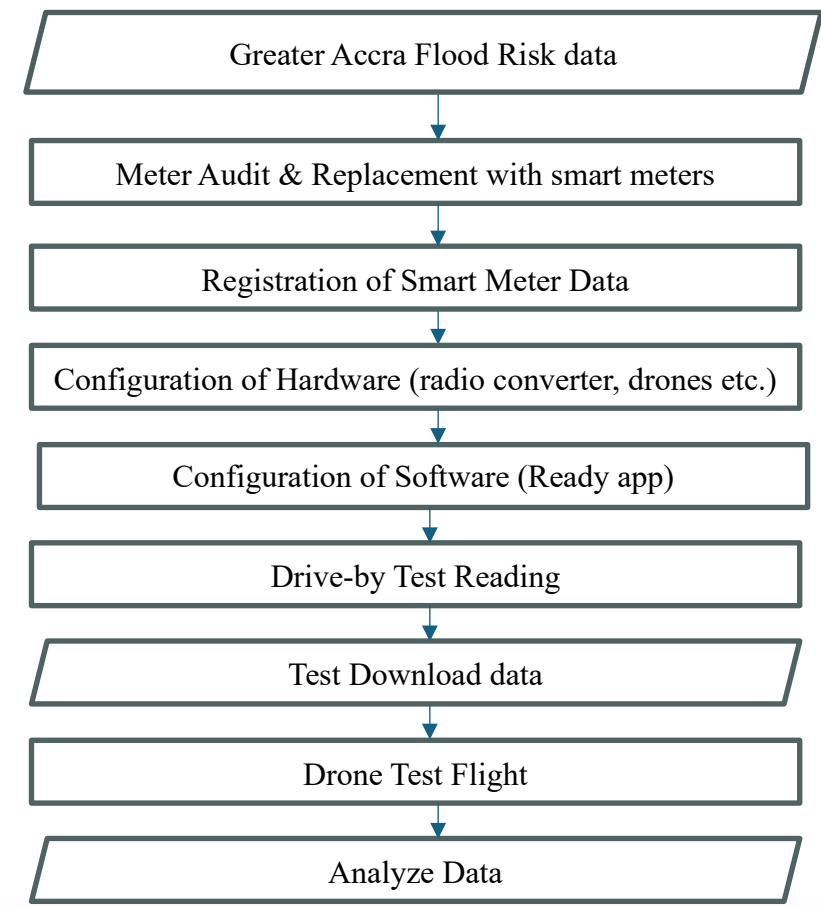 Greater Accra Flood Risk data
Meter Audit & Replacement with smart meters
Registration of Smart Meter Data
Configuration of Hardware (radio converter, drones etc.)
Configuration of Software (Ready app)
Drive-by Test Reading
Test Download data
Drone Test Flight
Analyze Data